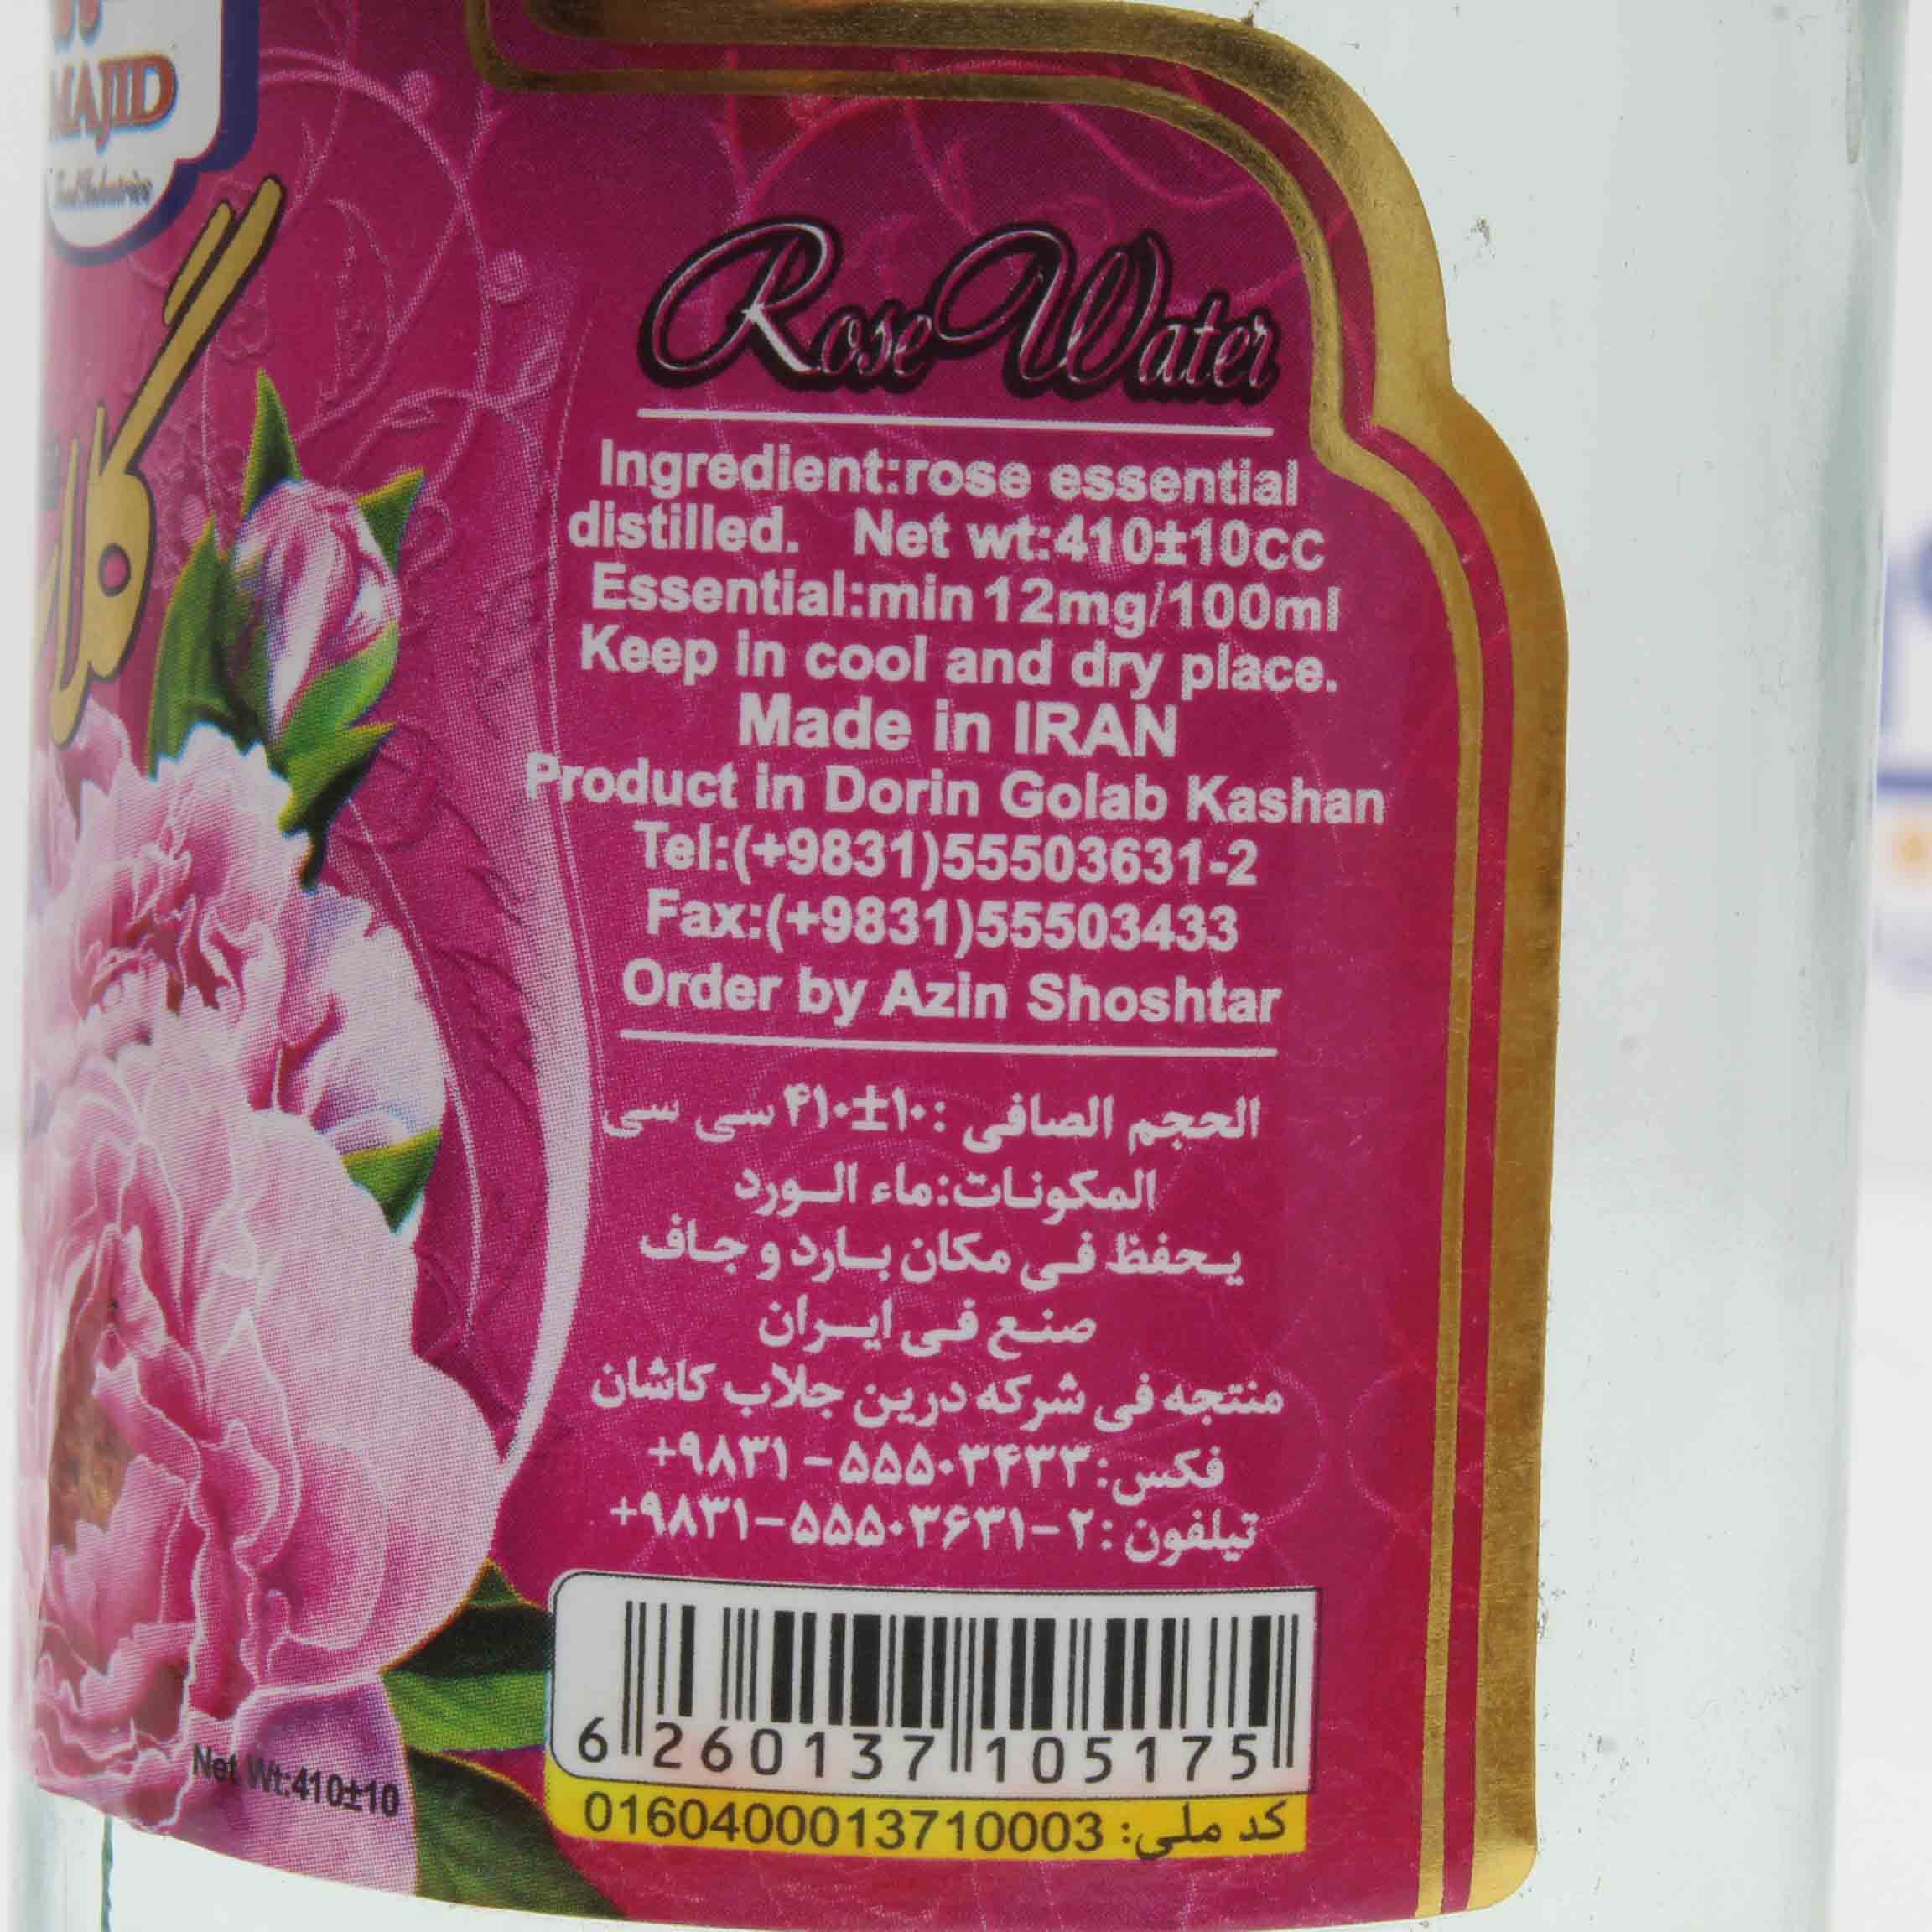 MAJID
Food Industries
Rose Water
Ingredient:rose essential
distilled. Net wt:410±10cc
Essential:min 12mg/100ml
Keep in cool and dry place.
Made in IRAN
Product in Dorin Golab Kashan
Tel:(+9831)55503631-2
Fax:(+9831)55503433
Order by Azin Shoshtar
الحجم الصافی :۱۰±۴۱۰ سی سی
المکونات:ماء الورد
یحفظ فی مکان بارد و جاف
صنع فی ایران
منتجه فی شرکه درین جلاب کاشان
فکس:۵۵۵۰۳۴۳۳ – ۹۸۳۱+
تیلفون :۲–۵۵۵۰۳۶۳۱–۹۸۳۱+
6 260137 105175
کد ملی: 0160400013710003
Net Wt:410±10